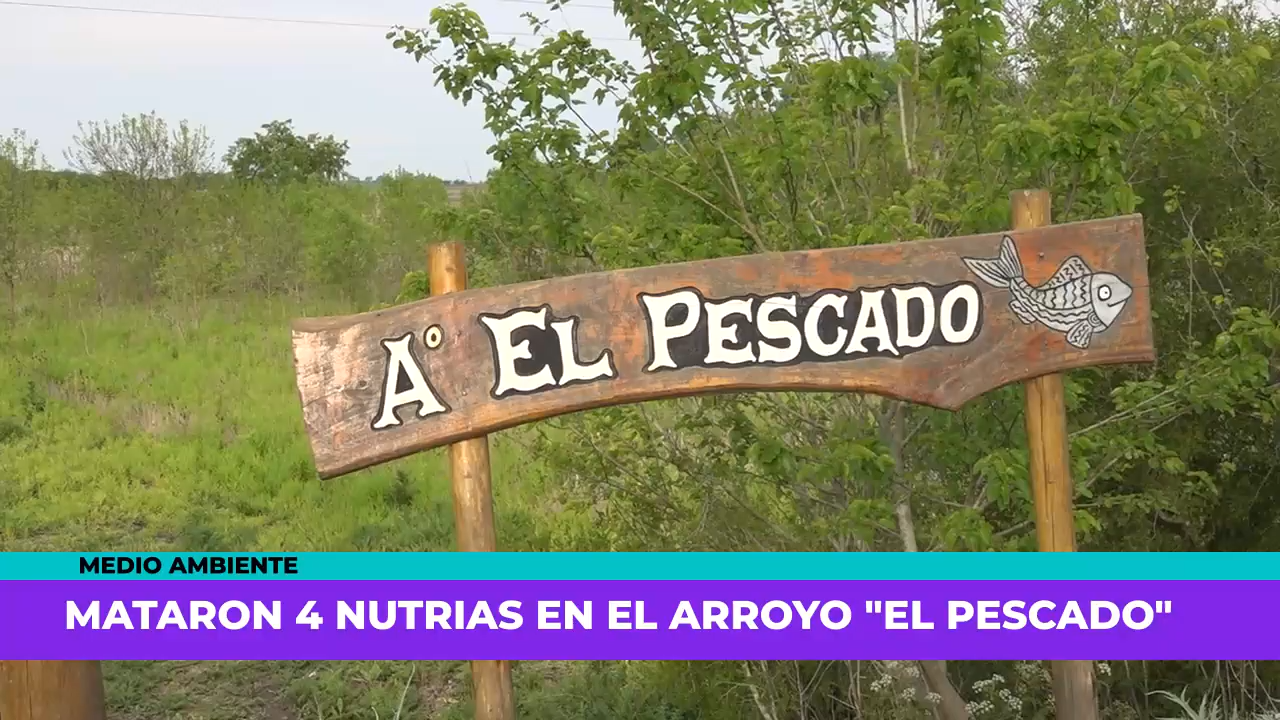 A° EL PESCADO
MEDIO AMBIENTE
MATARON 4 NUTRIAS EN EL ARROYO "EL PESCADO"